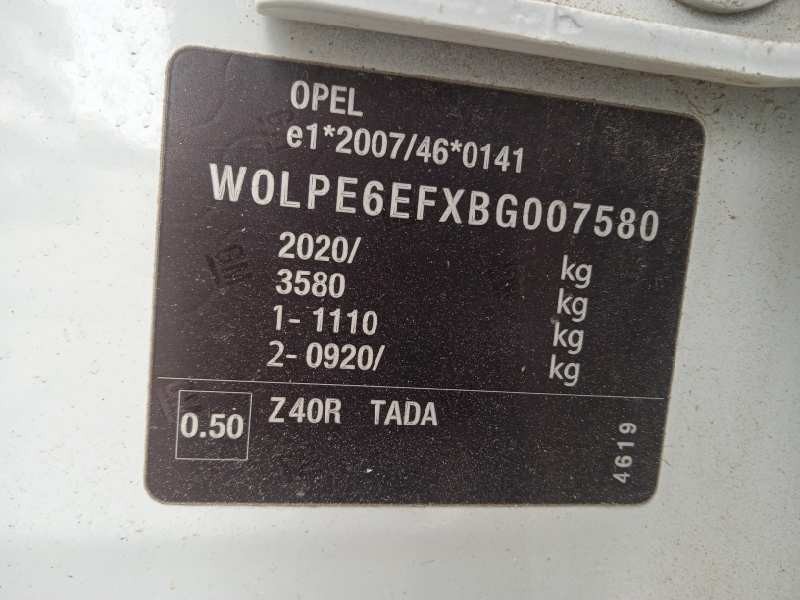 OPEL
e1*2007/46*0141
W0LPE6EFXBG007580
2020/ kg
3580 kg
1- 1110 kg
2- 0920/ kg
0.50 Z40R TADA
4619